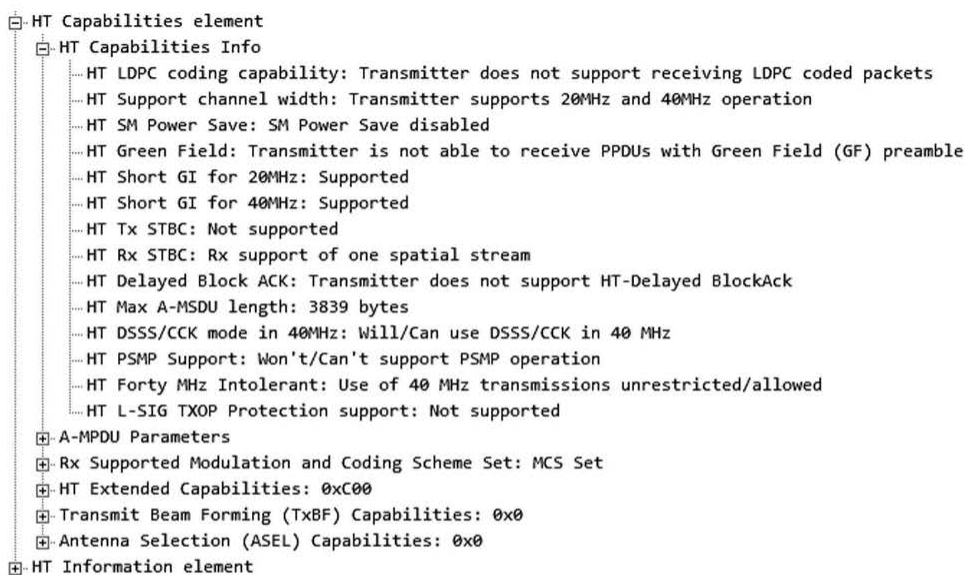 HT Capabilities element
HT Capabilities Info
HT LDPC coding capability: Transmitter does not support receiving LDPC coded packets
HT Support channel width: Transmitter supports 20MHz and 40MHz operation
HT SM Power Save: SM Power Save disabled
HT Green Field: Transmitter is not able to receive PPDUs with Green Field (GF) preamble
HT Short GI for 20MHz: Supported
HT Short GI for 40MHz: Supported
HT Tx STBC: Not supported
HT Rx STBC: Rx support of one spatial stream
HT Delayed Block ACK: Transmitter does not support HT-Delayed BlockAck
HT Max A-MSDU length: 3839 bytes
HT DSSS/CCK mode in 40MHz: Will/Can use DSSS/CCK in 40 MHz
HT PSMP Support: Won't/Can't support PSMP operation
HT Forty MHz Intolerant: Use of 40 MHz transmissions unrestricted/allowed
HT L-SIG TXOP Protection support: Not supported
A-MPDU Parameters
Rx Supported Modulation and Coding Scheme Set: MCS Set
HT Extended Capabilities: 0xC00
Transmit Beam Forming (TxBF) Capabilities: 0x0
Antenna Selection (ASEL) Capabilities: 0x0
HT Information element